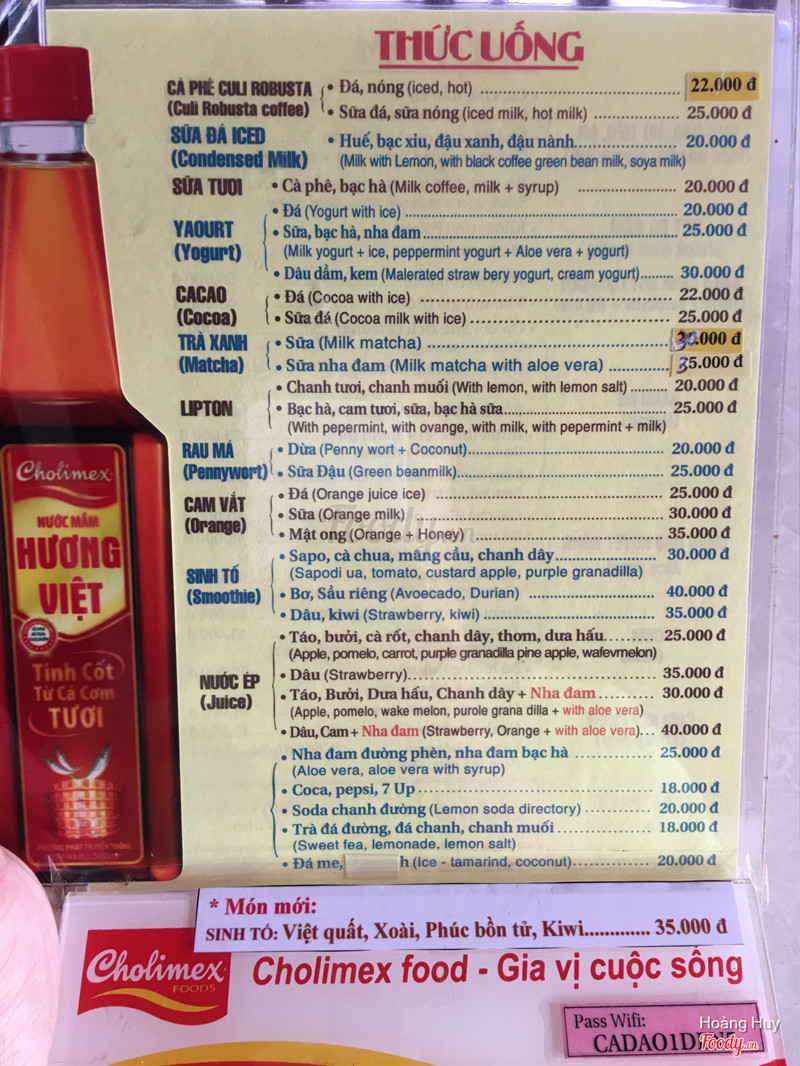 THỨC UỐNG
CÀ PHÊ CULI ROBUSTA • Đá, nóng (iced, hot) 22.000 đ
(Culi Robusta coffee) • Sữa đá, sữa nóng (iced milk, hot milk) 25.000 đ
SỮA ĐÁ ICED • Huế, bạc xỉu, đậu xanh, đậu nành 20.000 đ
(Condensed Milk) (Milk with Lemon, with black coffee green bean milk, soya milk)
SỮA TƯƠI • Cà phê, bạc hà (Milk coffee, milk + syrup) 20.000 đ
• Đá (Yogurt with ice) 20.000 đ
YAOURT • Sữa, bạc hà, nha đam 25.000 đ
(Yogurt) (Milk yogurt + ice, peppermint yogurt + Aloe vera + yogurt)
• Dâu dầm, kem (Malerated straw bery yogurt, cream yogurt) 30.000 đ
CACAO • Đá (Cocoa with ice) 22.000 đ
(Cocoa) • Sữa đá (Cocoa milk with ice) 25.000 đ
TRÀ XANH • Sữa (Milk matcha) 30.000 đ
(Matcha) • Sữa nha đam (Milk matcha with aloe vera) 35.000 đ
• Chanh tươi, chanh muối (With lemon, with lemon salt) 20.000 đ
LIPTON • Bạc hà, cam tươi, sữa, bạc hà sữa 25.000 đ
(With pepermint, with ovange, with milk, with pepermint + milk)
RAU MÁ • Dừa (Penny wort + Coconut) 20.000 đ
(Pennywort) • Sữa Đậu (Green beanmilk) 25.000 đ
CAM VẮT • Đá (Orange juice ice) 25.000 đ
(Orange) • Sữa (Orange milk) 30.000 đ
• Mật ong (Orange + Honey) 35.000 đ
• Sapo, cà chua, mãng cầu, chanh dây 30.000 đ
SINH TỐ (Sapodi ua, tomato, custard apple, purple granadilla)
(Smoothie) • Bơ, Sầu riêng (Avoecado, Durian) 40.000 đ
• Dâu, kiwi (Strawberry, kiwi) 35.000 đ
• Táo, bưởi, cà rốt, chanh dây, thơm, dưa hấu 25.000 đ
(Apple, pomelo, carrot, purple granadilla pine apple, wafevmelon)
NƯỚC ÉP • Dâu (Strawberry) 35.000 đ
(Juice) • Táo, Bưởi, Dưa hấu, Chanh dây + Nha đam 30.000 đ
(Apple, pomelo, wake melon, purole grana dilla + with aloe vera)
• Dâu, Cam + Nha đam (Strawberry, Orange + with aloe vera) 40.000 đ
• Nha đam đường phèn, nha đam bạc hà 25.000 đ
(Aloe vera, aloe vera with syrup)
• Coca, pepsi, 7 Up 18.000 đ
• Soda chanh đường (Lemon soda directory) 20.000 đ
• Trà đá đường, đá chanh, chanh muối 18.000 đ
(Sweet fea, lemonade, lemon salt)
• Đá me, h (Ice - tamarind, coconut) 20.000 đ
* Món mới:
SINH TỐ: Việt quất, Xoài, Phúc bồn tử, Kiwi 35.000 đ
Cholimex
NƯỚC MẮM
HƯƠNG
VIỆT
Tinh Cốt
Từ Cá Cơm
TƯƠI
Cholimex
FOODS
Cholimex food - Gia vị cuộc sống
Pass Wifi:
Hoàng Huy
Foody.vn